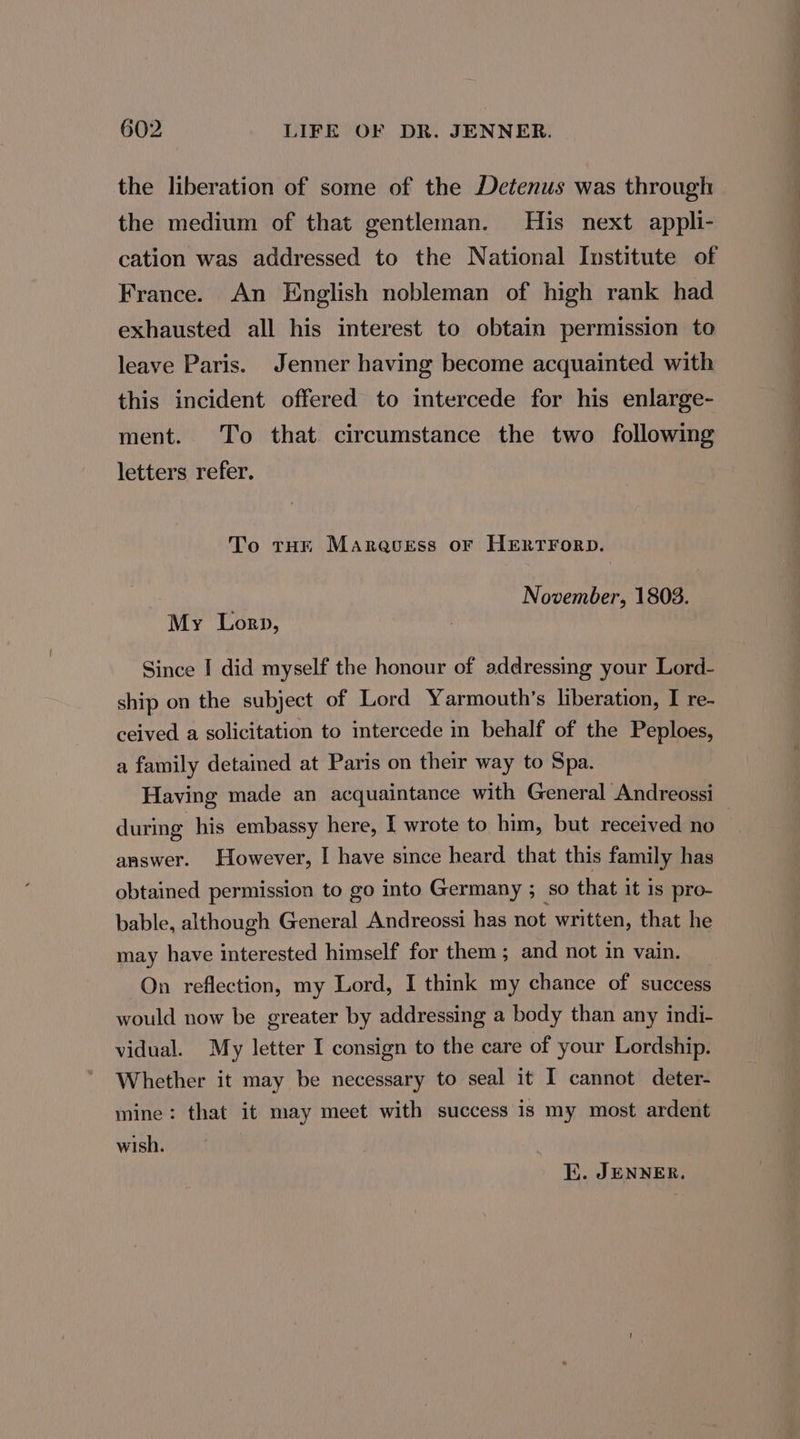 602 LIFE OF DR. JENNER.
the liberation of some of the Detenus was through
the medium of that gentleman. His next appli-
cation was addressed to the National Institute of
France. An English nobleman of high rank had
exhausted all his interest to obtain permission to
leave Paris. Jenner having become acquainted with
this incident offered to intercede for his enlarge-
ment. To that circumstance the two following
letters refer.
To the Marquess of Hertford.
November, 1803.
My Lord,
Since I did myself the honour of addressing your Lord-
ship on the subject of Lord Yarmouth's liberation, I re-
ceived a solicitation to intercede in behalf of the Peploes,
a family detained at Paris on their way to Spa.
Having made an acquaintance with General Andreossi
during his embassy here, I wrote to him, but received no
answer. However, I have since heard that this family has
obtained permission to go into Germany ; so that it is pro-
bable, although General Andreossi has not written, that he
may have interested himself for them ; and not in vain.
On reflection, my Lord, I think my chance of success
would now be greater by addressing a body than any indi-
vidual. My letter I consign to the care of your Lordship.
Whether it may be necessary to seal it I cannot deter-
mine : that it may meet with success is my most ardent
wish.
E. Jenner.